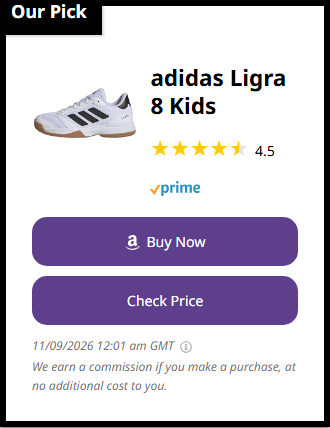 Our Pick
adidas Ligra
8 Kids
4.5
prime
Buy Now
Check Price
11/09/2026 12:01 am GMT
We earn a commission if you make a purchase, at
no additional cost to you.